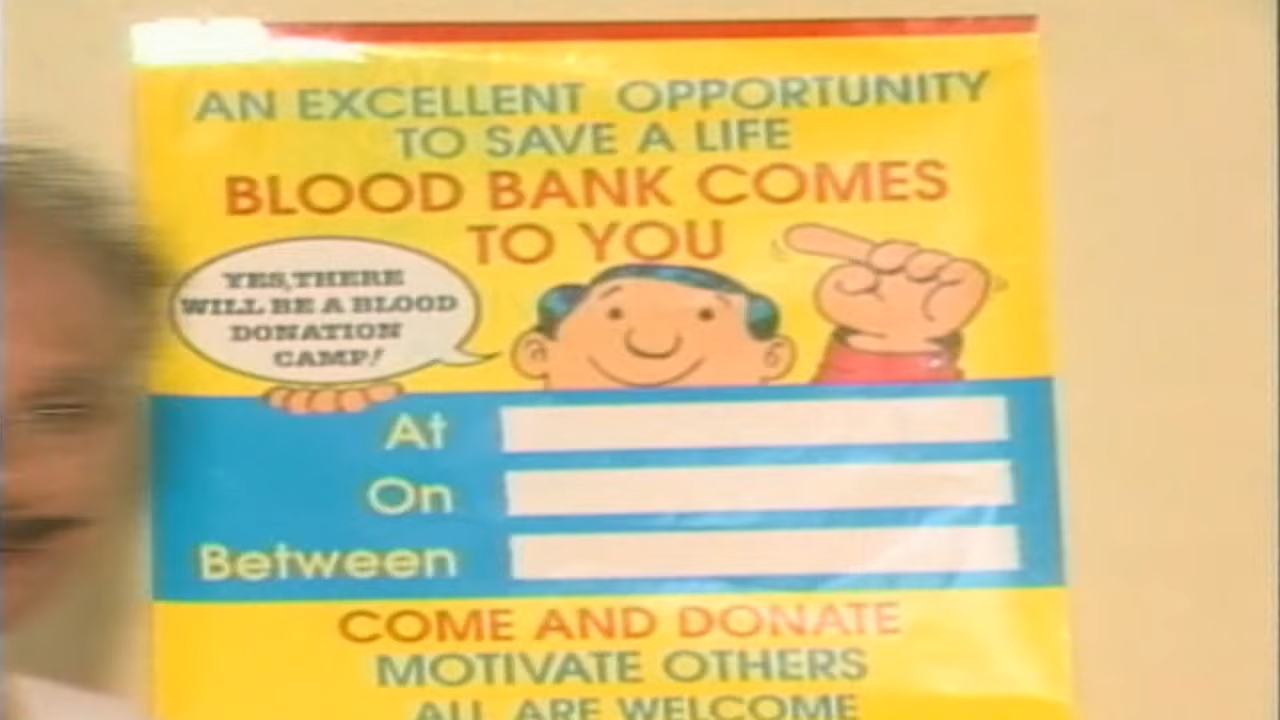 AN EXCELLENT OPPORTUNITY
TO SAVE A LIFE
BLOOD BANK COMES
TO YOU
YES, THERE
WILL BE A BLOOD
DONATION
CAMP!
At
On
Between
COME AND DONATE
MOTIVATE OTHERS
ALL ARE WELCOME